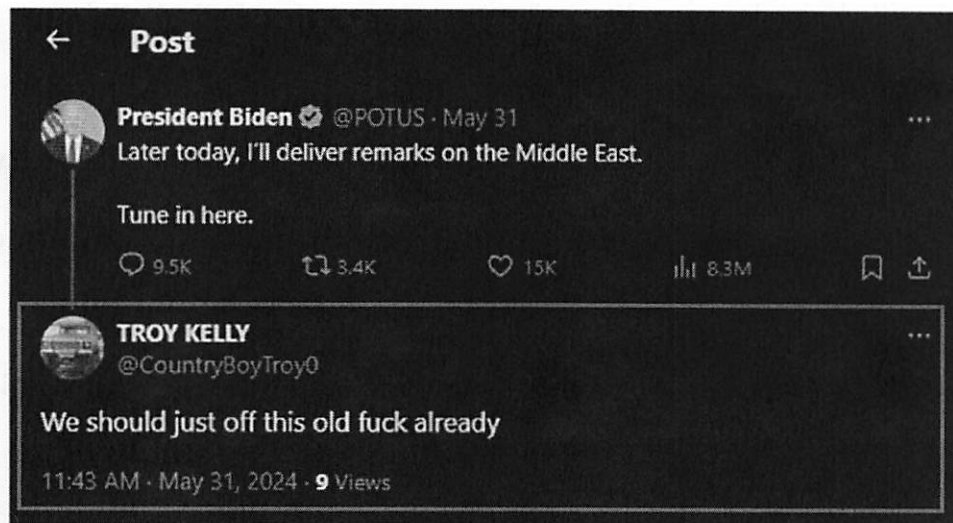 Post
President Biden @POTUS · May 31
Later today, I'll deliver remarks on the Middle East.
Tune in here.
9.5K 3.4K 15K 8.3M
TROY KELLY
@CountryBoyTroy0
We should just off this old fuck already
11:43 AM · May 31, 2024 · 9 Views